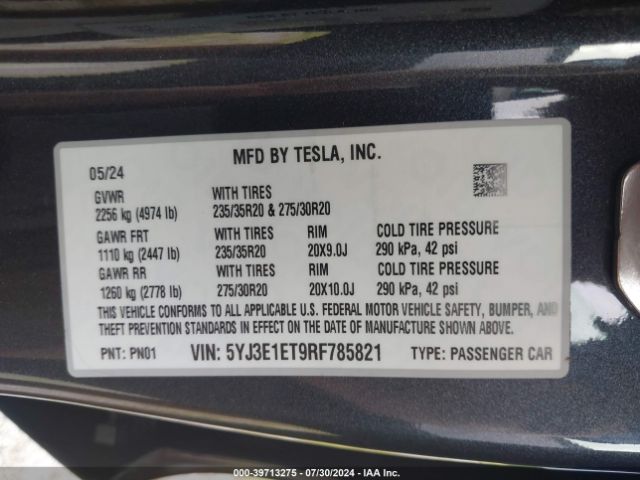 MFD BY TESLA, INC.
05/24
GVWR WITH TIRES
2256 kg (4974 lb) 235/35R20 & 275/30R20
GAWR FRT WITH TIRES RIM COLD TIRE PRESSURE
1110 kg (2447 lb) 235/35R20 20X9.0J 290 kPa, 42 psi
GAWR RR WITH TIRES RIM COLD TIRE PRESSURE
1260 kg (2778 lb) 275/30R20 20X10.0J 290 kPa, 42 psi
THIS VEHICLE CONFORMS TO ALL APPLICABLE U.S. FEDERAL MOTOR VEHICLE SAFETY, BUMPER, AND
THEFT PREVENTION STANDARDS IN EFFECT ON THE DATE OF MANUFACTURE SHOWN ABOVE.
PNT: PN01 VIN: 5YJ3E1ET9RF785821 TYPE: PASSENGER CAR
000-39713275 / 07/30/2024 - IAA Inc.